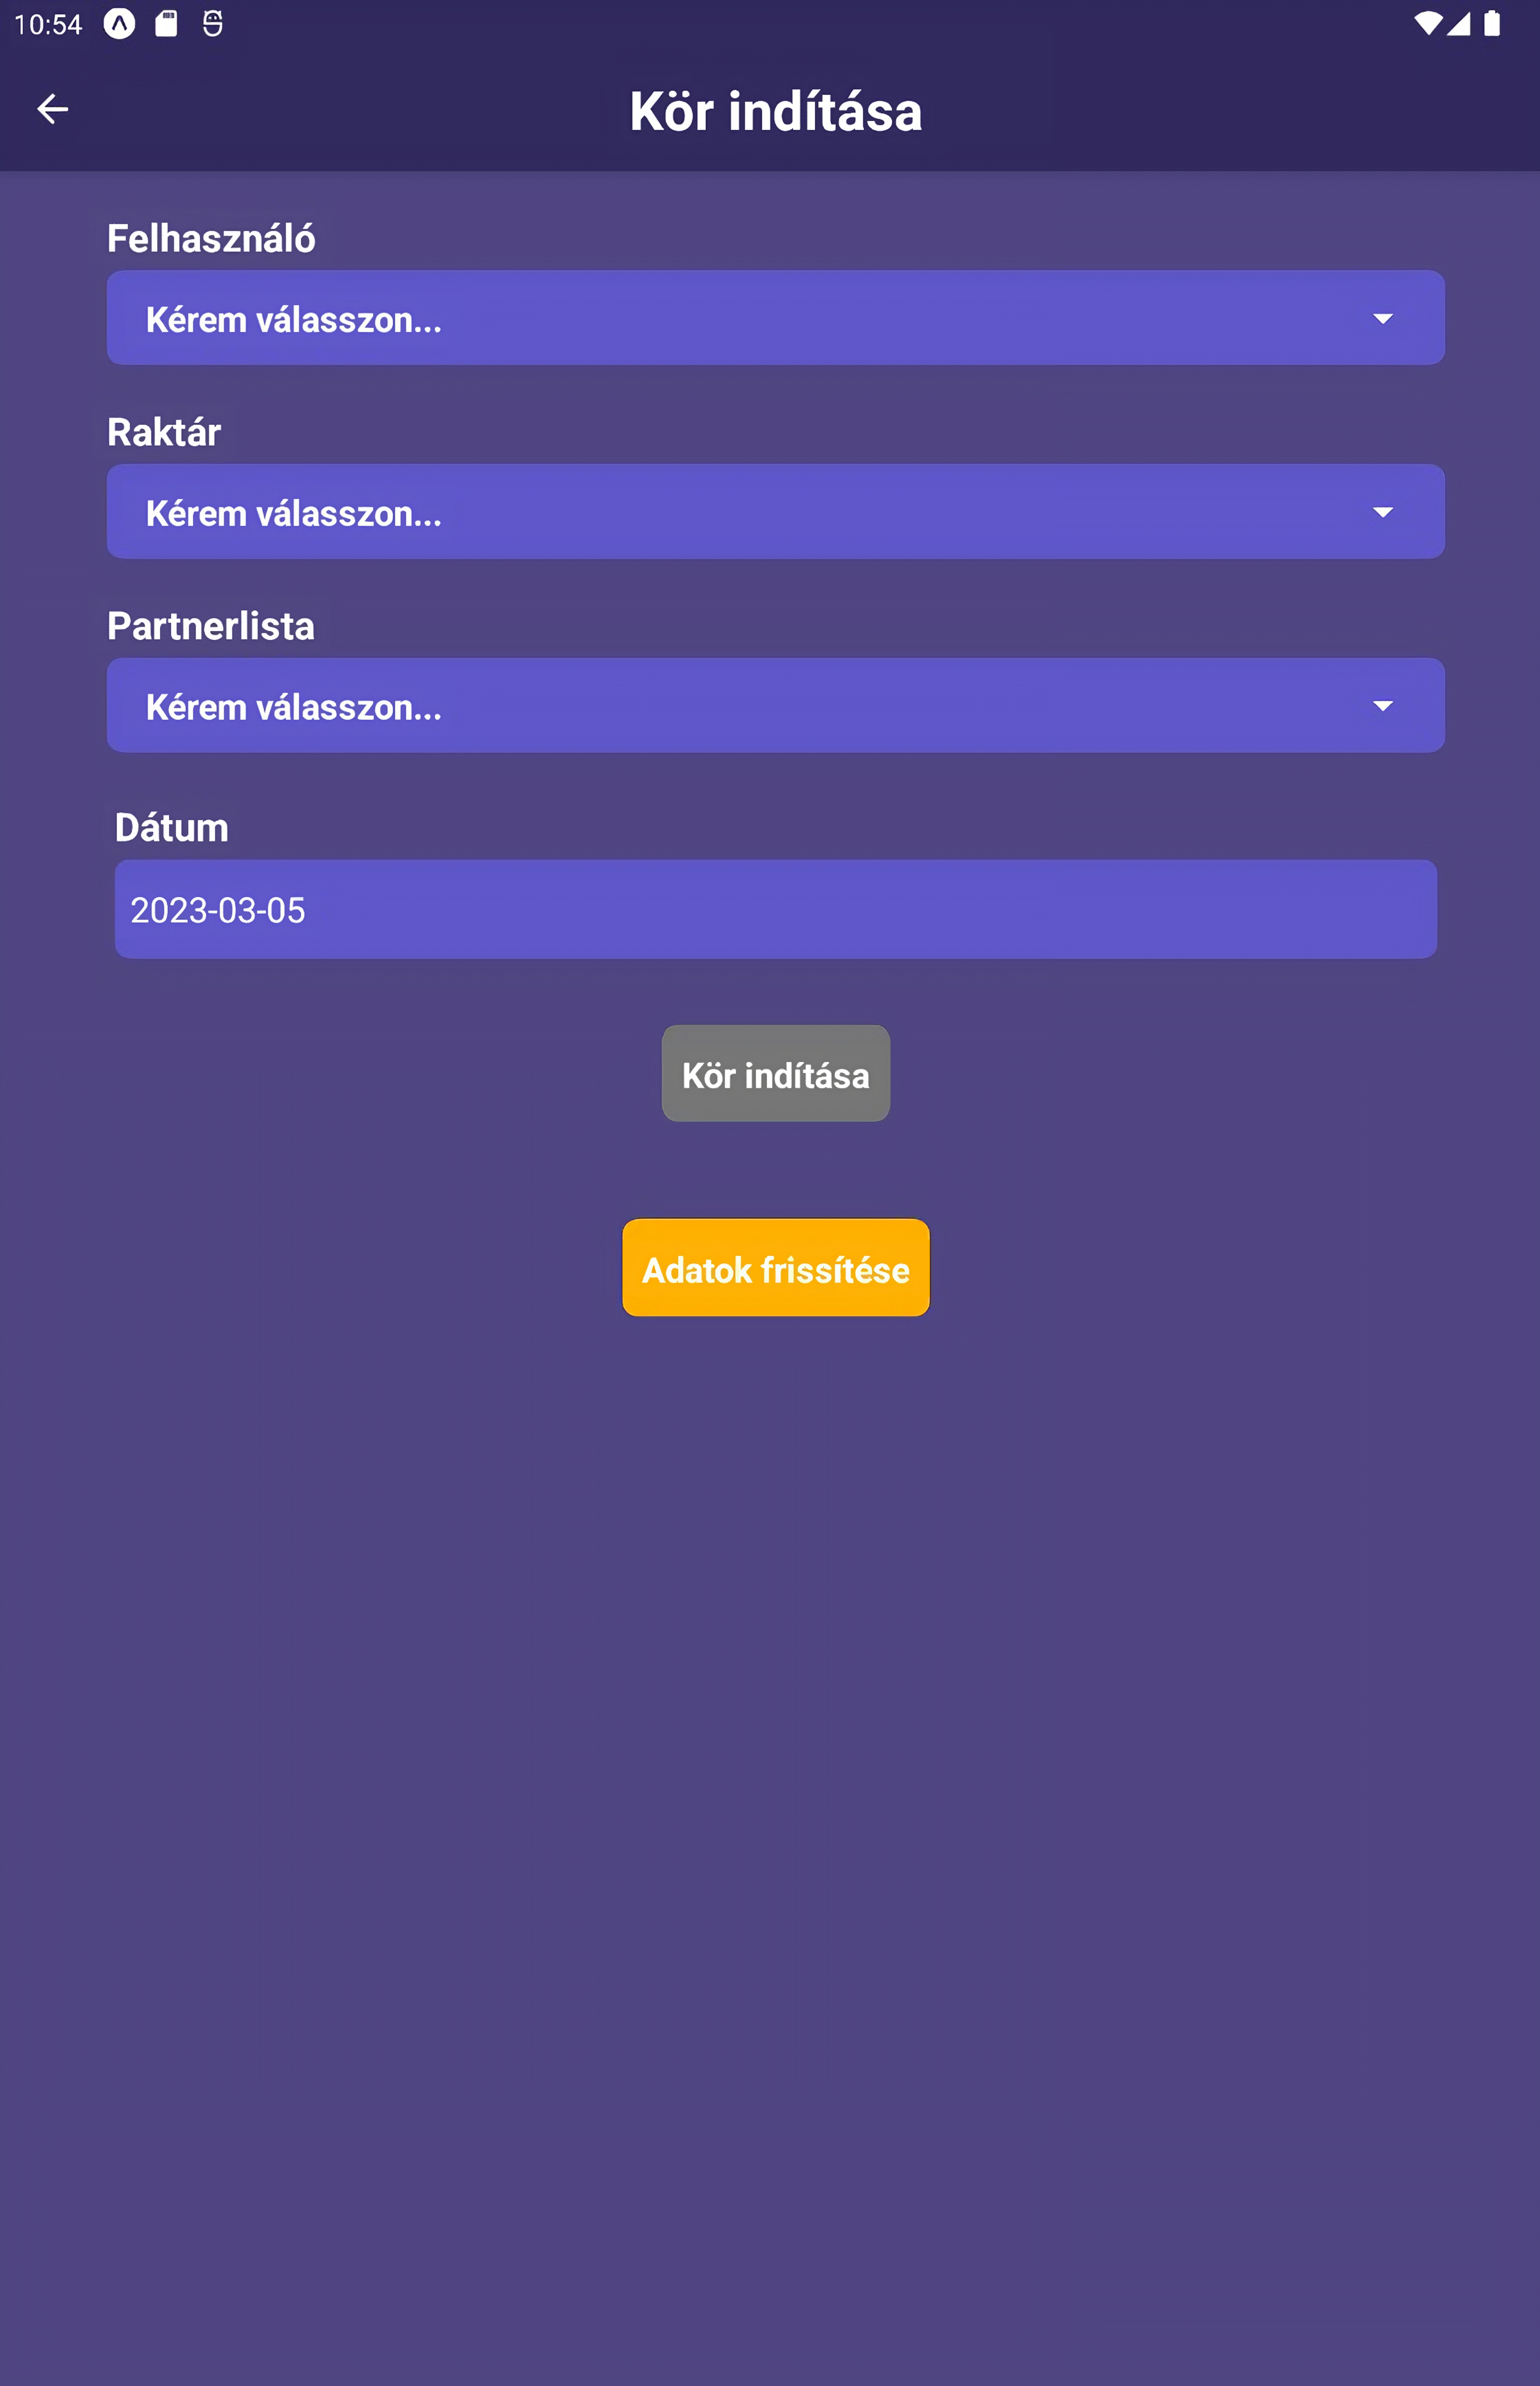 10:54
Kör indítása
Felhasználó
Kérem válasszon...
Raktár
Kérem válasszon...
Partnerlista
Kérem válasszon...
Dátum
2023-03-05
Kör indítása
Adatok frissítése